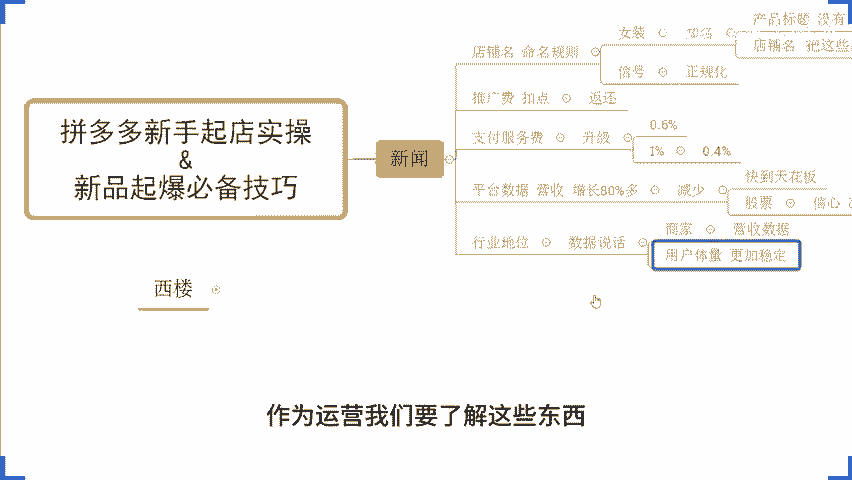 产品标题 没有
女装
店铺名 把这些
店铺名 命名规则
信号 正规化
推广费 扣点 返还
拼多多新手起店实操
&
新品起爆必备技巧
新闻
支付服务费 升级
0.6%
1% 0.4%
快到天花板
平台数据 营收 增长80%多 减少
股票 信心
商家 营收数据
行业地位 数据说话
用户体量 更加稳定
西楼
作为运营我们要了解这些东西